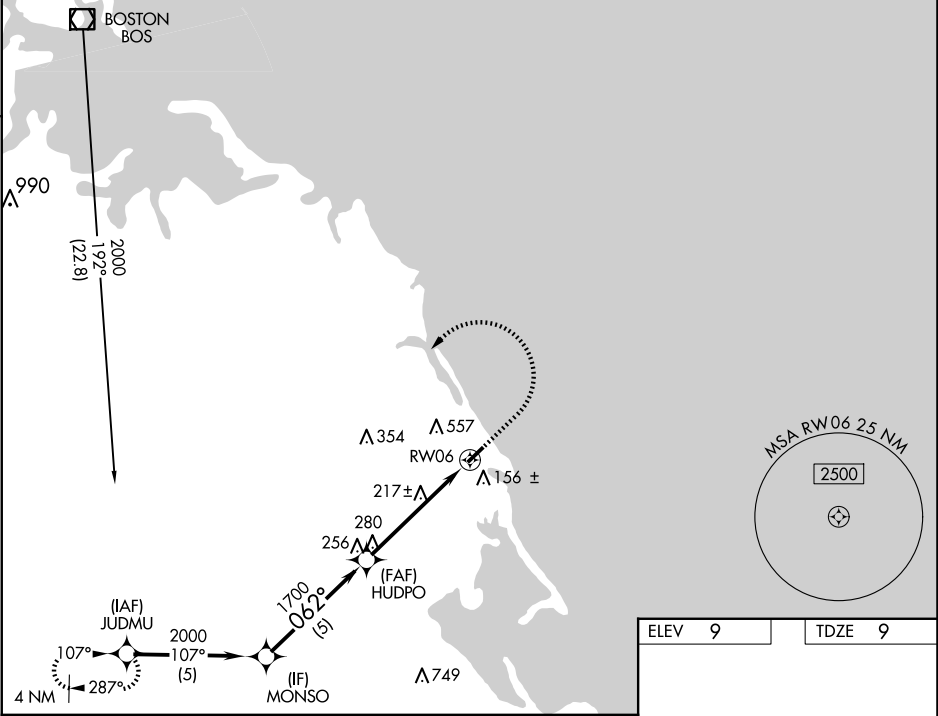 BOSTON
BOS
990
2000
192°
(22.8)
354
557
RW06
156 ±
217±
280
256
(FAF)
HUDPO
1700
062°
(5)
(IAF)
JUDMU
2000
107°
(5)
107°
287°
4 NM
(IF)
MONSO
749
MSA RW06 25 NM
2500
ELEV 9
TDZE 9